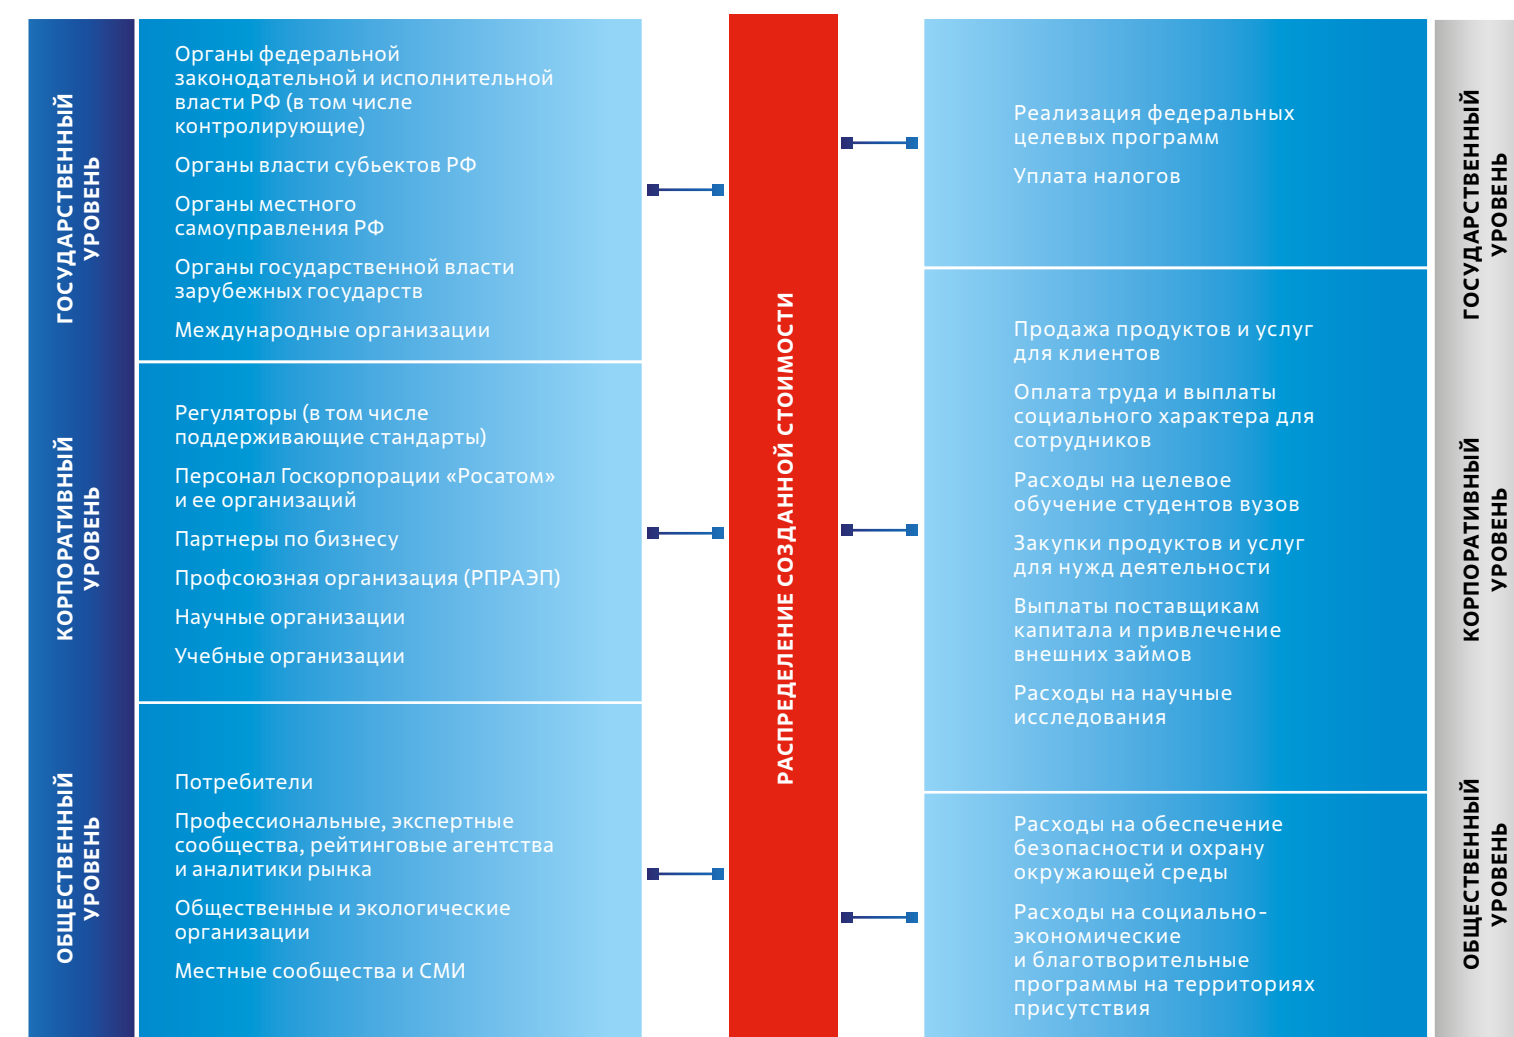 ГОСУДАРСТВЕННЫЙ
УРОВЕНЬ
Органы федеральной
законодательной и исполнительной
власти РФ (в том числе
контролирующие)
Органы власти субьектов РФ
Органы местного
самоуправления РФ
Органы государственной власти
зарубежных государств
Международные организации
КОРПОРАТИВНЫЙ
УРОВЕНЬ
Регуляторы (в том числе
поддерживающие стандарты)
Персонал Госкорпорации «Росатом»
и ее организаций
Партнеры по бизнесу
Профсоюзная организация (РПРАЭП)
Научные организации
Учебные организации
ОБЩЕСТВЕННЫЙ
УРОВЕНЬ
Потребители
Профессиональные, экспертные
сообщества, рейтинговые агентства
и аналитики рынка
Общественные и экологические
организации
Местные сообщества и СМИ
РАСПРЕДЕЛЕНИЕ СОЗДАННОЙ СТОИМОСТИ
Реализация федеральных
целевых программ
Уплата налогов
ГОСУДАРСТВЕННЫЙ
УРОВЕНЬ
Продажа продуктов и услуг
для клиентов
Оплата труда и выплаты
социального характера для
сотрудников
Расходы на целевое
обучение студентов вузов
Закупки продуктов и услуг
для нужд деятельности
Выплаты поставщикам
капитала и привлечение
внешних займов
Расходы на научные
исследования
КОРПОРАТИВНЫЙ
УРОВЕНЬ
Расходы на обеспечение
безопасности и охрану
окружающей среды
Расходы на социально-
экономические
и благотворительные
программы на территориях
присутствия
ОБЩЕСТВЕННЫЙ
УРОВЕНЬ